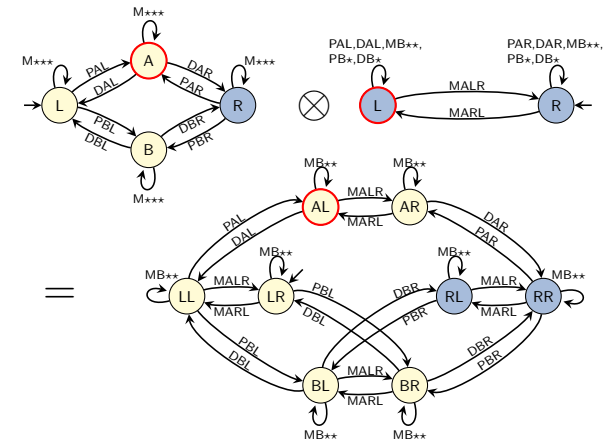 M⋆⋆⋆
M⋆⋆⋆ A M⋆⋆⋆
PAL DAR
DAL PAR
L R
PBL DBR
DBL PBR
B
M⋆⋆⋆
⊗
PAL,DAL,MB⋆⋆,
PB⋆,DB⋆
PAR,DAR,MB⋆⋆,
PB⋆,DB⋆
L MALR R
MARL
=
MB⋆⋆ MB⋆⋆
AL MALR AR
MARL
PAL DAR
DAL PAR
MB⋆⋆ MB⋆⋆ MB⋆⋆ MB⋆⋆
LL MALR LR RL MALR RR
MARL MARL
PBL DBR
DBL PBR
PBL DBR
DBL PBR
BL MALR BR
MARL
MB⋆⋆ MB⋆⋆